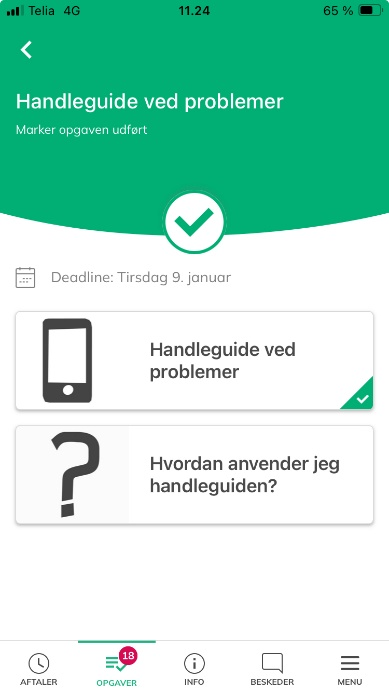 Telia 4G 11.24 65 %
Handleguide ved problemer
Marker opgaven udført
Deadline: Tirsdag 9. januar
Handleguide ved
problemer
?
Hvordan anvender jeg
handleguiden?
18
AFTALER OPGAVER INFO BESKEDER MENU